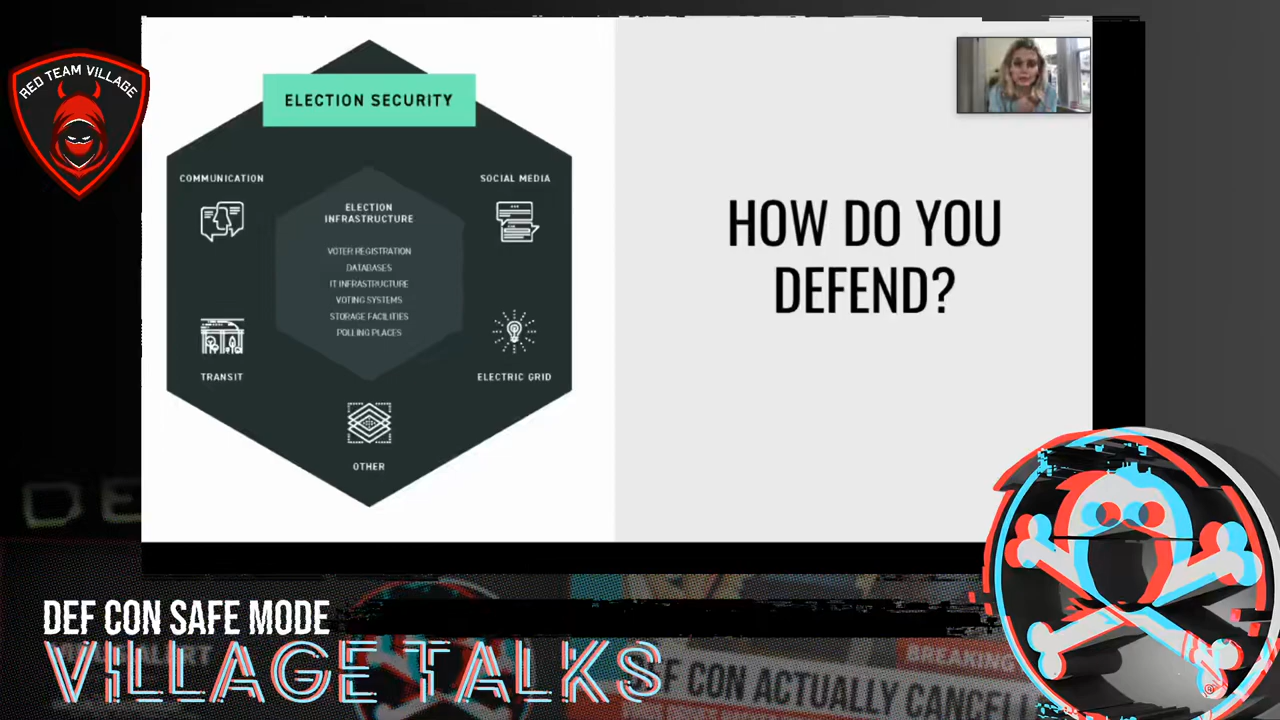 RED TEAM VILLAGE
ELECTION SECURITY
COMMUNICATION
SOCIAL MEDIA
ELECTION
INFRASTRUCTURE
VOTER REGISTRATION
DATABASES
IT INFRASTRUCTURE
VOTING SYSTEMS
STORAGE FACILITIES
POLLING PLACES
TRANSIT
ELECTRIC GRID
OTHER
HOW DO YOU
DEFEND?
DEF CON SAFE MODE
VILLAGE TALKS
BREAKING
DEF CON ACTUALLY